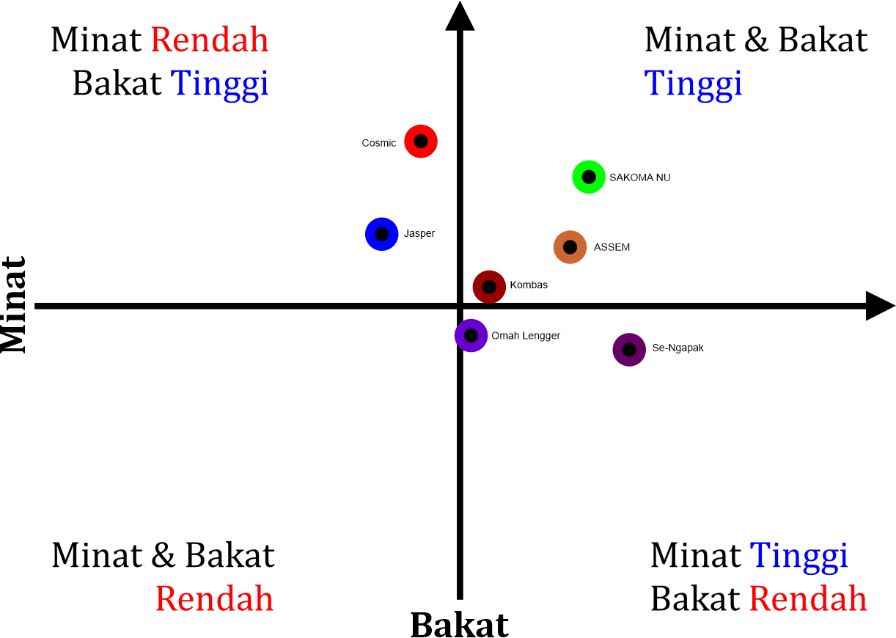 Minat Rendah
Bakat Tinggi
Minat & Bakat
Tinggi
Cosmic
SAKOMA NU
Jasper
ASSEM
Kombas
Minat
Omah Lengger
Se-Ngapak
Minat & Bakat
Rendah
Minat Tinggi
Bakat Rendah
Bakat